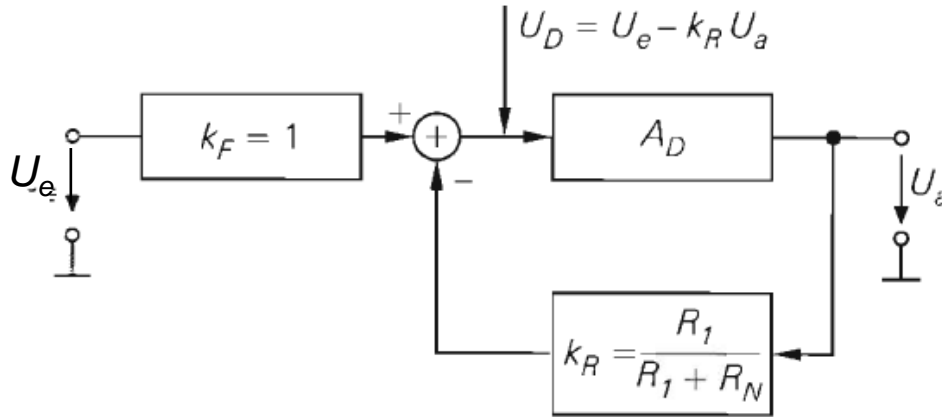 U_D = U_e – k_R U_a
k_F = 1
+
+
–
A_D
U_e
U_a
k_R = R_1 / (R_1 + R_N)